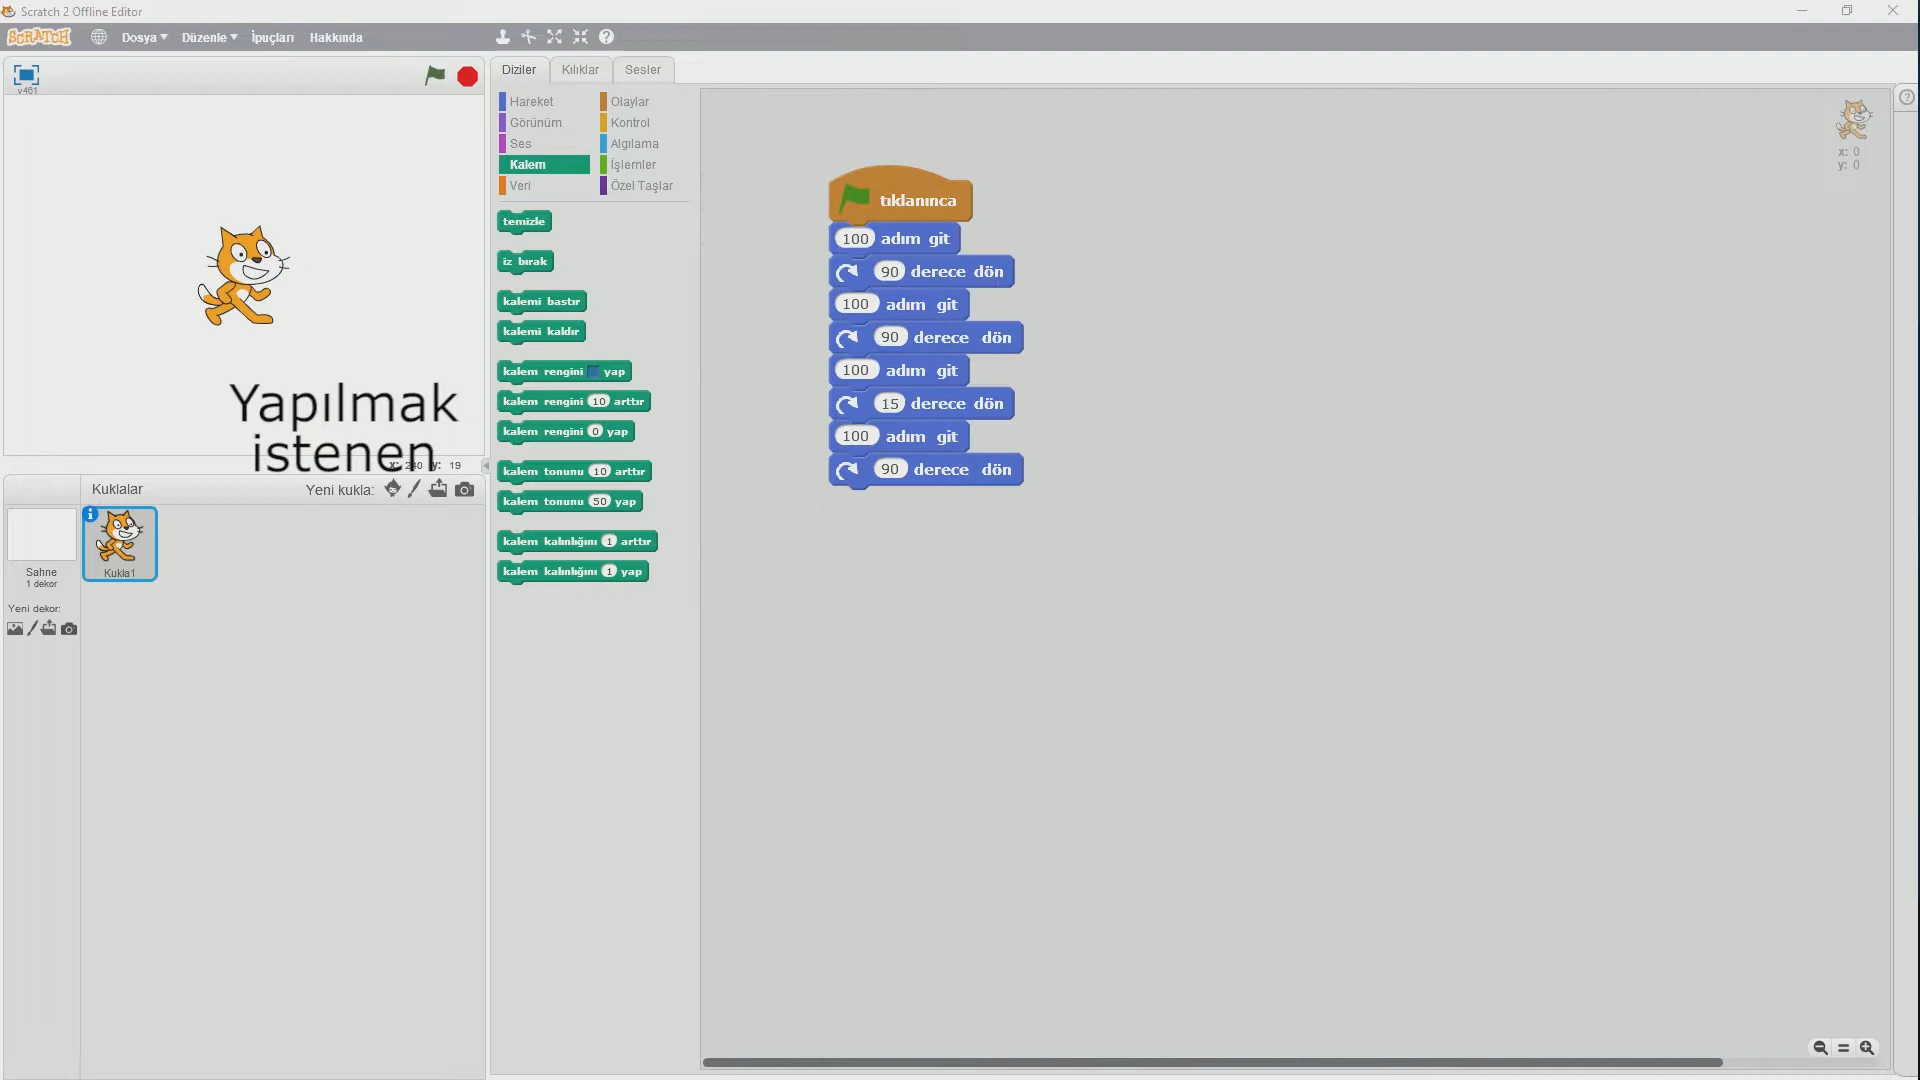 Scratch 2 Offline Editor
SCRATCH
Dosya
Düzenle
İpuçları
Hakkında
v461
Diziler
Kılıklar
Sesler
Hareket
Olaylar
Görünüm
Kontrol
Ses
Algılama
Kalem
İşlemler
Veri
Özel Taşlar
temizle
iz bırak
kalemi bastır
kalemi kaldır
kalem rengini yap
kalem rengini 10 arttır
kalem rengini 0 yap
kalem tonunu 10 arttır
kalem tonunu 50 yap
kalem kalınlığını 1 arttır
kalem kalınlığını 1 yap
tıklanınca
100 adım git
90 derece dön
100 adım git
90 derece dön
100 adım git
15 derece dön
100 adım git
90 derece dön
x: 0
y: 0
Yapılmak
istenen
x: 240 y: 19
Kuklalar
Yeni kukla:
Kukla1
Sahne
1 dekor
Yeni dekor: